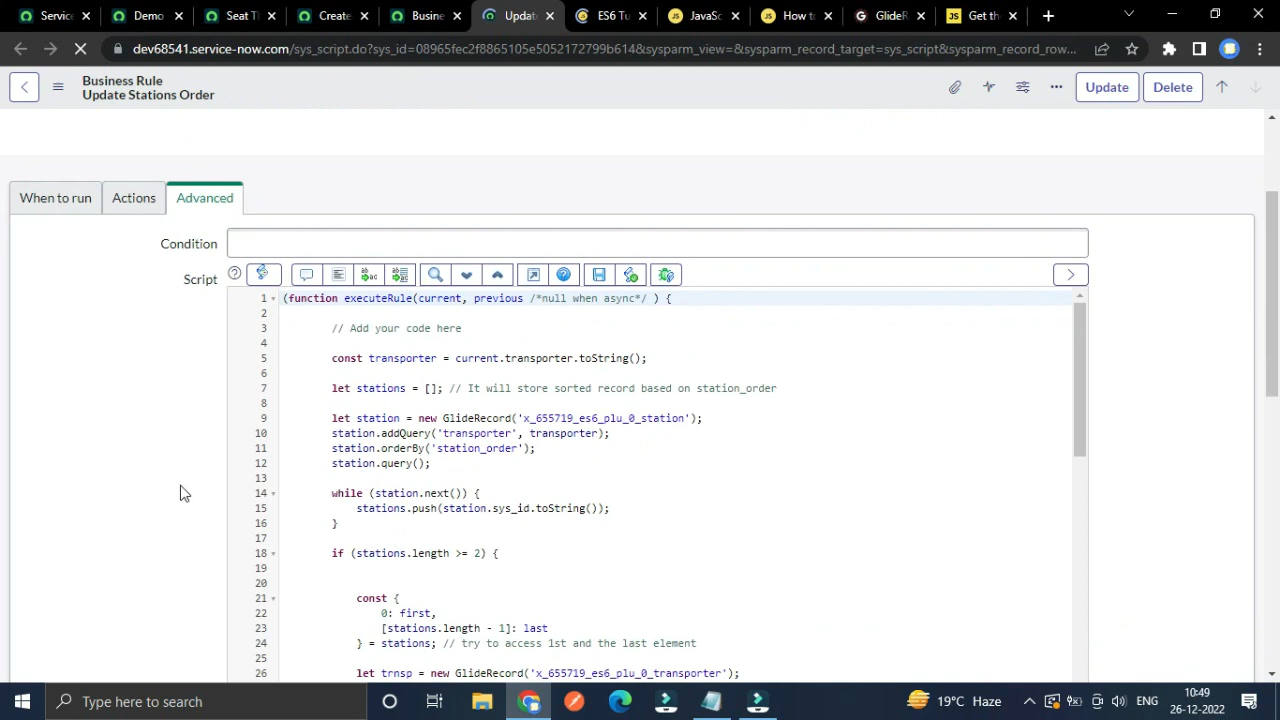 Servic
Demo
Seat T
Create
Busine
Updat
ES6 Tu
JavaSc
How to
GlideR
Get th
dev68541.service-now.com/sys_script.do?sys_id=08965fec2f8865105e5052172799b614&sysparm_view=&sysparm_record_target=sys_script&sysparm_record_row...
Business Rule
Update Stations Order
Update
Delete
When to run
Actions
Advanced
Condition
Script
1 (function executeRule(current, previous /*null when async*/ ) {
2
3 // Add your code here
4
5 const transporter = current.transporter.toString();
6
7 let stations = []; // It will store sorted record based on station_order
8
9 let station = new GlideRecord('x_655719_es6_plu_0_station');
10 station.addQuery('transporter', transporter);
11 station.orderBy('station_order');
12 station.query();
13
14 while (station.next()) {
15 stations.push(station.sys_id.toString());
16 }
17
18 if (stations.length >= 2) {
19
20
21 const {
22 0: first,
23 [stations.length - 1]: last
24 } = stations; // try to access 1st and the last element
25
26 let trnsp = new GlideRecord('x_655719_es6_plu_0_transporter');
Type here to search
19°C Haze
ENG
10:49
26-12-2022